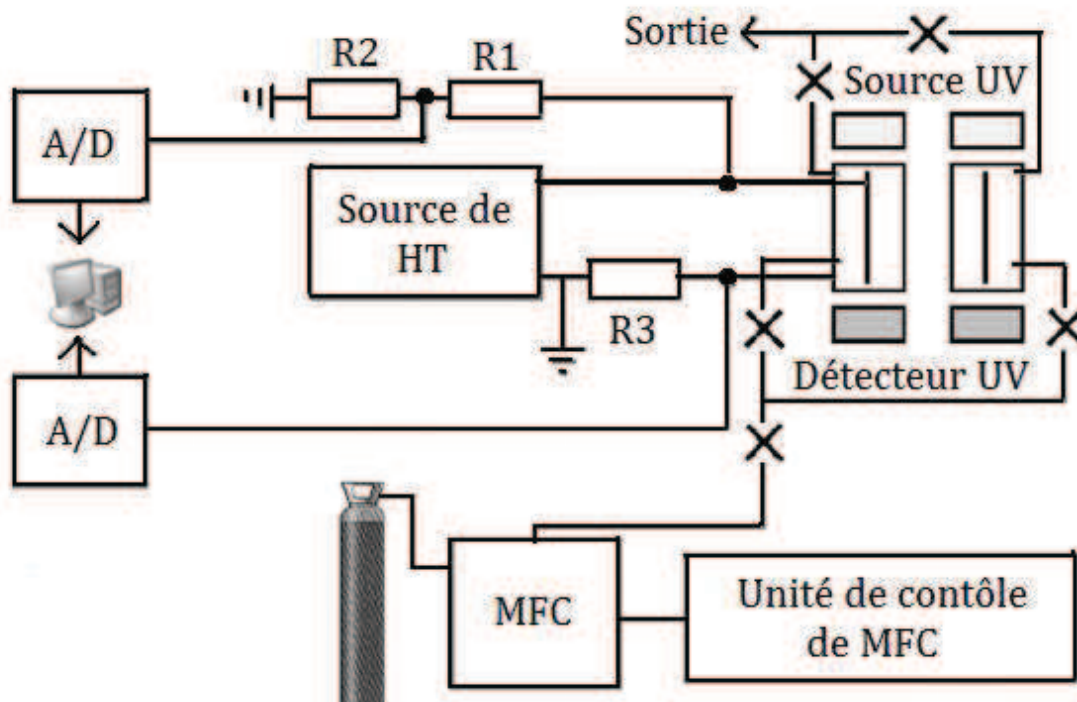 Sortie
R2
R1
Source UV
A/D
Source de
HT
R3
Détecteur UV
A/D
MFC
Unité de contôle
de MFC